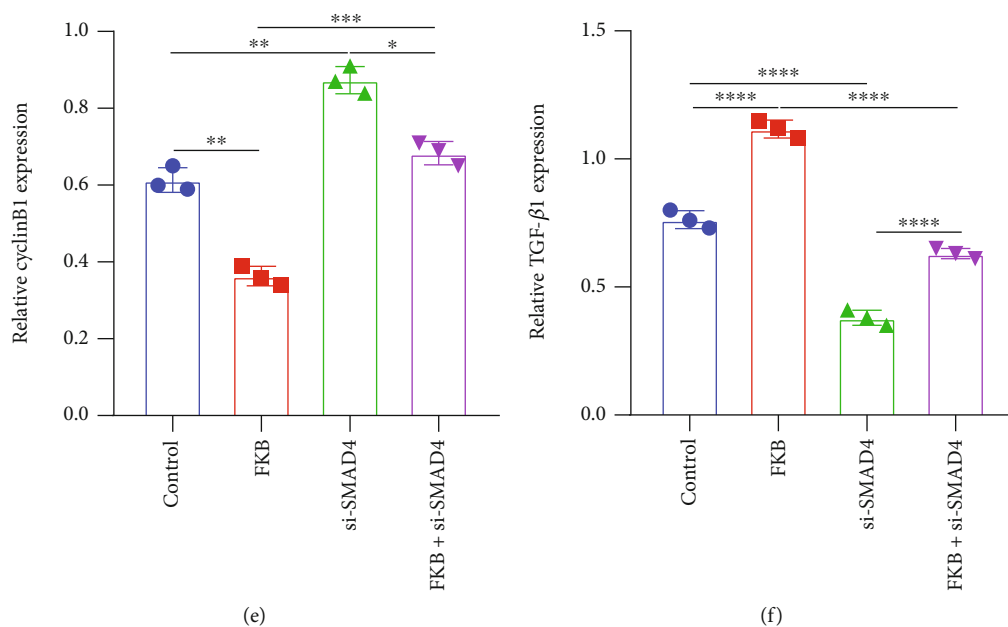 Relative cyclinB1 expression
1.0
0.8
0.6
0.4
0.2
0.0
***
**
*
**
Control
FKB
si-SMAD4
FKB + si-SMAD4
(e)
Relative TGF-β1 expression
1.5
1.0
0.5
0.0
****
****
****
****
Control
FKB
si-SMAD4
FKB + si-SMAD4
(f)